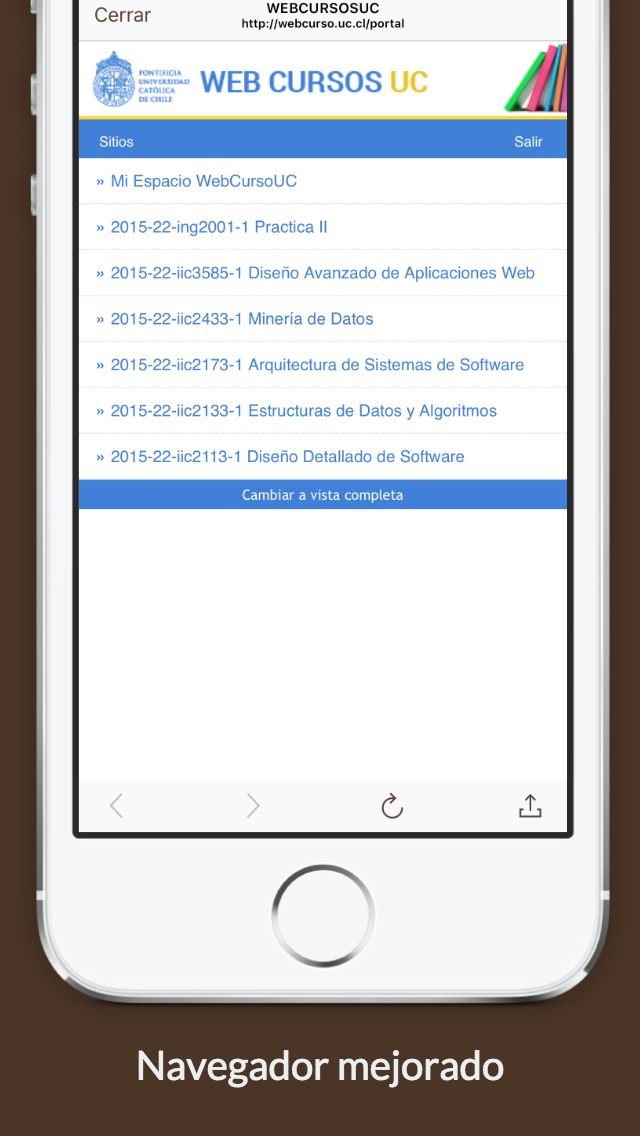 Cerrar
WEBCURSOSUC
http://webcurso.uc.cl/portal
PONTIFICIA
UNIVERSIDAD
CATÓLICA
DE CHILE
WEB CURSOS UC
Sitios
Salir
» Mi Espacio WebCursoUC
» 2015-22-ing2001-1 Practica II
» 2015-22-iic3585-1 Diseño Avanzado de Aplicaciones Web
» 2015-22-iic2433-1 Minería de Datos
» 2015-22-iic2173-1 Arquitectura de Sistemas de Software
» 2015-22-iic2133-1 Estructuras de Datos y Algoritmos
» 2015-22-iic2113-1 Diseño Detallado de Software
Cambiar a vista completa
Navegador mejorado